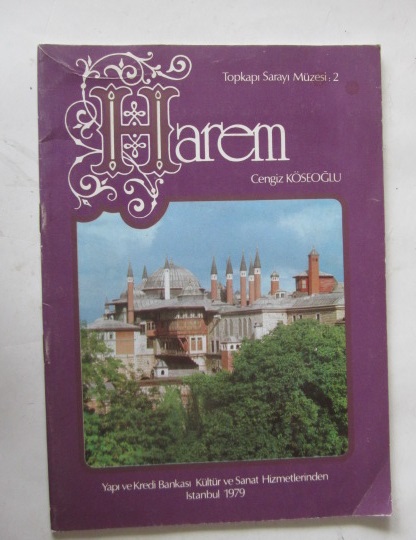 Topkapı Sarayı Müzesi: 2
Harem
Cengiz KÖSEOĞLU
Yapı ve Kredi Bankası Kültür ve Sanat Hizmetlerinden
İstanbul 1979